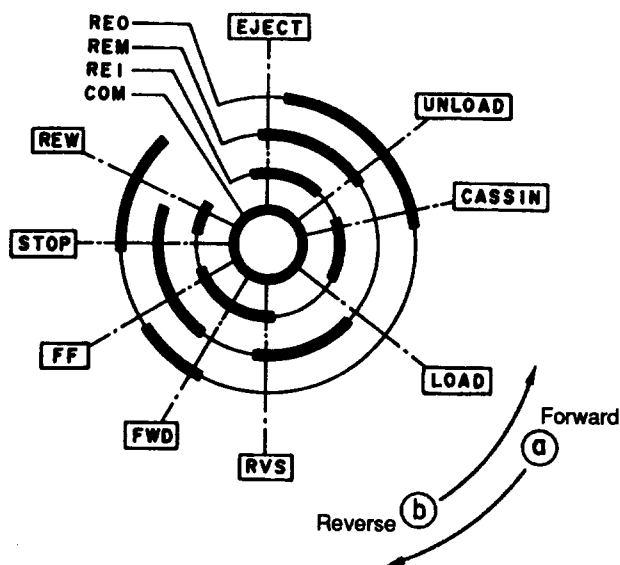 REO
EJECT
REM
REI
COM
UNLOAD
REW
CASSIN
STOP
FF
LOAD
FWD
RVS
Forward
a
b
Reverse